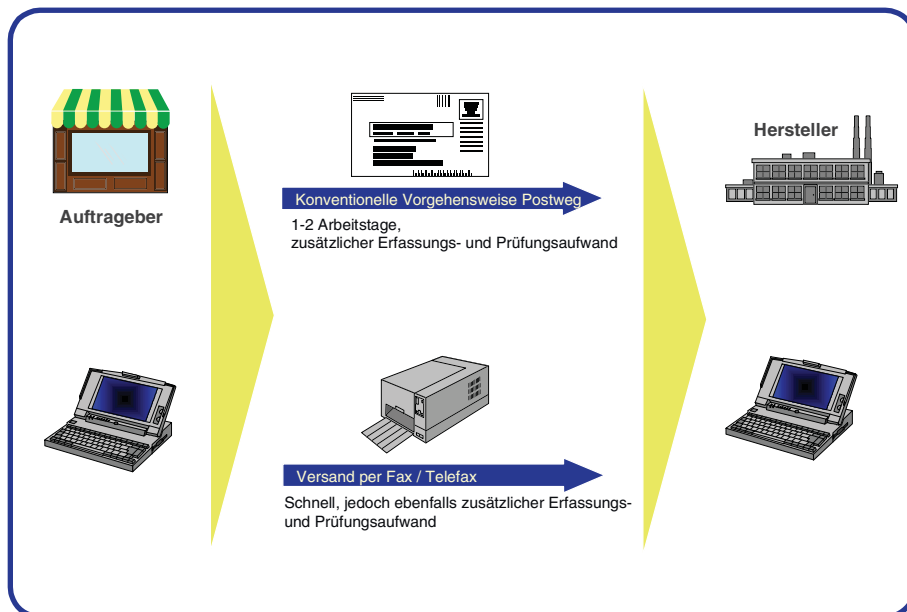 Hersteller
Auftrageber
Konventionelle Vorgehensweise Postweg
1-2 Arbeitstage,
zusätzlicher Erfassungs- und Prüfungsaufwand
Versand per Fax / Telefax
Schnell, jedoch ebenfalls zusätzlicher Erfassungs-
und Prüfungsaufwand